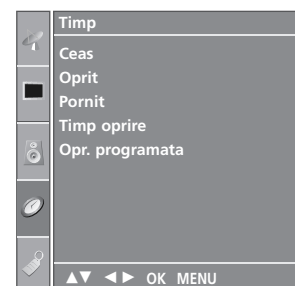 Timp
Ceas
Oprit
Pornit
Timp oprire
Opr. programata
▲▼ ◄► OK MENU